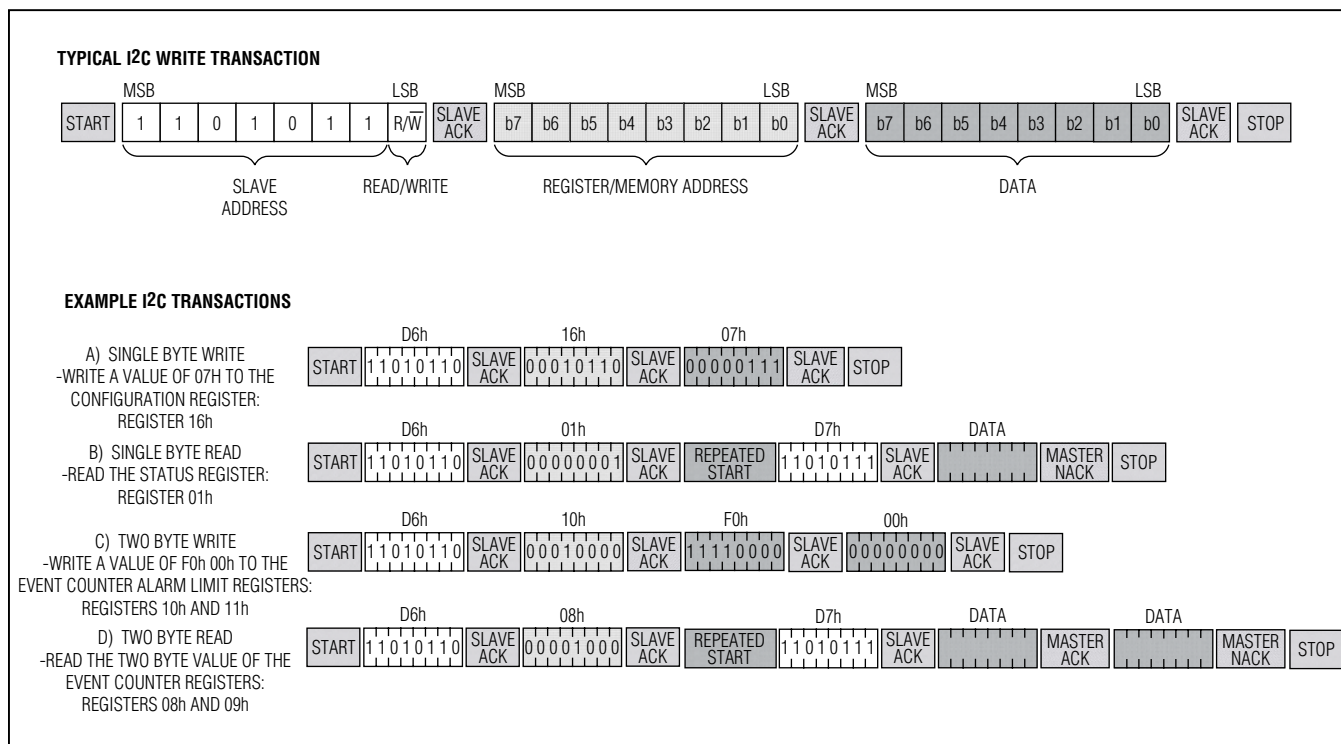 TYPICAL I2C WRITE TRANSACTION
MSB LSB MSB LSB MSB LSB
START 1 1 0 1 0 1 1 R/W̅ SLAVE ACK b7 b6 b5 b4 b3 b2 b1 b0 SLAVE ACK b7 b6 b5 b4 b3 b2 b1 b0 SLAVE ACK STOP
SLAVE ADDRESS READ/WRITE REGISTER/MEMORY ADDRESS DATA
EXAMPLE I2C TRANSACTIONS
D6h 16h 07h
A) SINGLE BYTE WRITE
-WRITE A VALUE OF 07H TO THE
CONFIGURATION REGISTER:
REGISTER 16h
START 11010110 SLAVE ACK 00010110 SLAVE ACK 00000111 SLAVE ACK STOP
D6h 01h D7h DATA
B) SINGLE BYTE READ
-READ THE STATUS REGISTER:
REGISTER 01h
START 11010110 SLAVE ACK 00000001 SLAVE ACK REPEATED START 11010111 SLAVE ACK MASTER NACK STOP
D6h 10h F0h 00h
C) TWO BYTE WRITE
-WRITE A VALUE OF F0h 00h TO THE
EVENT COUNTER ALARM LIMIT REGISTERS:
REGISTERS 10h AND 11h
START 11010110 SLAVE ACK 00010000 SLAVE ACK 11110000 SLAVE ACK 00000000 SLAVE ACK STOP
D6h 08h D7h DATA DATA
D) TWO BYTE READ
-READ THE TWO BYTE VALUE OF THE
EVENT COUNTER REGISTERS:
REGISTERS 08h AND 09h
START 11010110 SLAVE ACK 00001000 SLAVE ACK REPEATED START 11010111 SLAVE ACK MASTER ACK MASTER NACK STOP